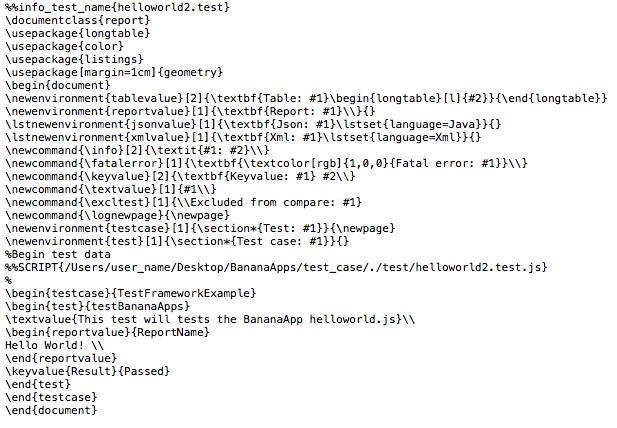 %%info_test_name{helloworld2.test}
\documentclass{report}
\usepackage{longtable}
\usepackage{color}
\usepackage{listings}
\usepackage[margin=1cm]{geometry}
\begin{document}
\newenvironment{tablevalue}[2]{\textbf{Table: #1}\begin{longtable}[l]{#2}}{\end{longtable}}
\newenvironment{reportvalue}[1]{\textbf{Report: #1}\\}{}
\lstnewenvironment{jsonvalue}[1]{\textbf{Json: #1}\lstset{language=Java}}{}
\lstnewenvironment{xmlvalue}[1]{\textbf{Xml: #1}\lstset{language=Xml}}{}
\newcommand{\info}[2]{\textit{#1: #2}\\}
\newcommand{\fatalerror}[1]{\textbf{\textcolor[rgb]{1,0,0}{Fatal error: #1}}\\}
\newcommand{\keyvalue}[2]{\textbf{Keyvalue: #1} #2\\}
\newcommand{\textvalue}[1]{#1\\}
\newcommand{\excltest}[1]{\\Excluded from compare: #1}
\newcommand{\lognewpage}{\newpage}
\newenvironment{testcase}[1]{\section*{Test: #1}}{\newpage}
\newenvironment{test}[1]{\section*{Test case: #1}}{}
%Begin test data
%%SCRIPT{/Users/user_name/Desktop/BananaApps/test_case/./test/helloworld2.test.js}
%
\begin{testcase}{TestFrameworkExample}
\begin{test}{testBananaApps}
\textvalue{This test will tests the BananaApp helloworld.js}\\
\begin{reportvalue}{ReportName}
Hello World! \\
\end{reportvalue}
\keyvalue{Result}{Passed}
\end{test}
\end{testcase}
\end{document}